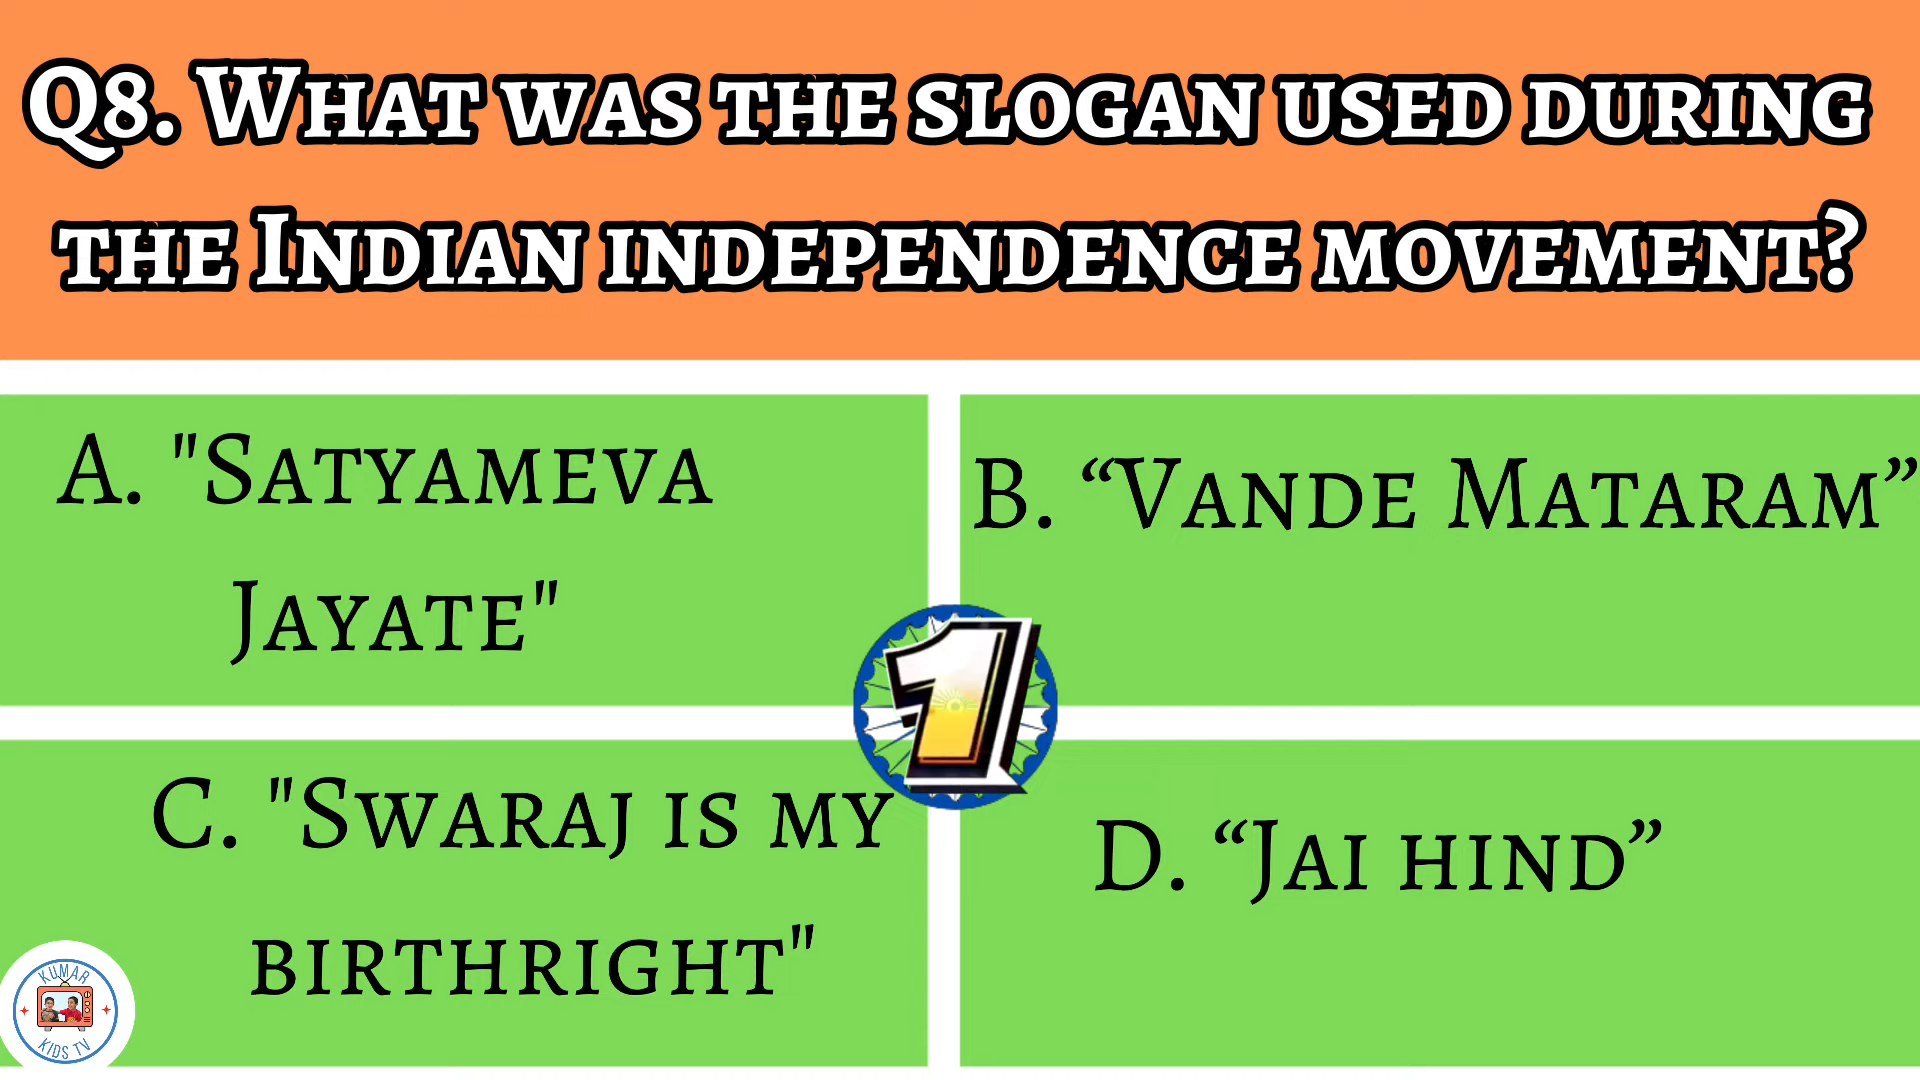 Q8. What was the slogan used during
the Indian independence movement?
A. "Satyameva
Jayate"
B. “Vande Mataram”
1
C. "Swaraj is my
birthright"
D. “Jai hind”
KUMAR
KIDS TV